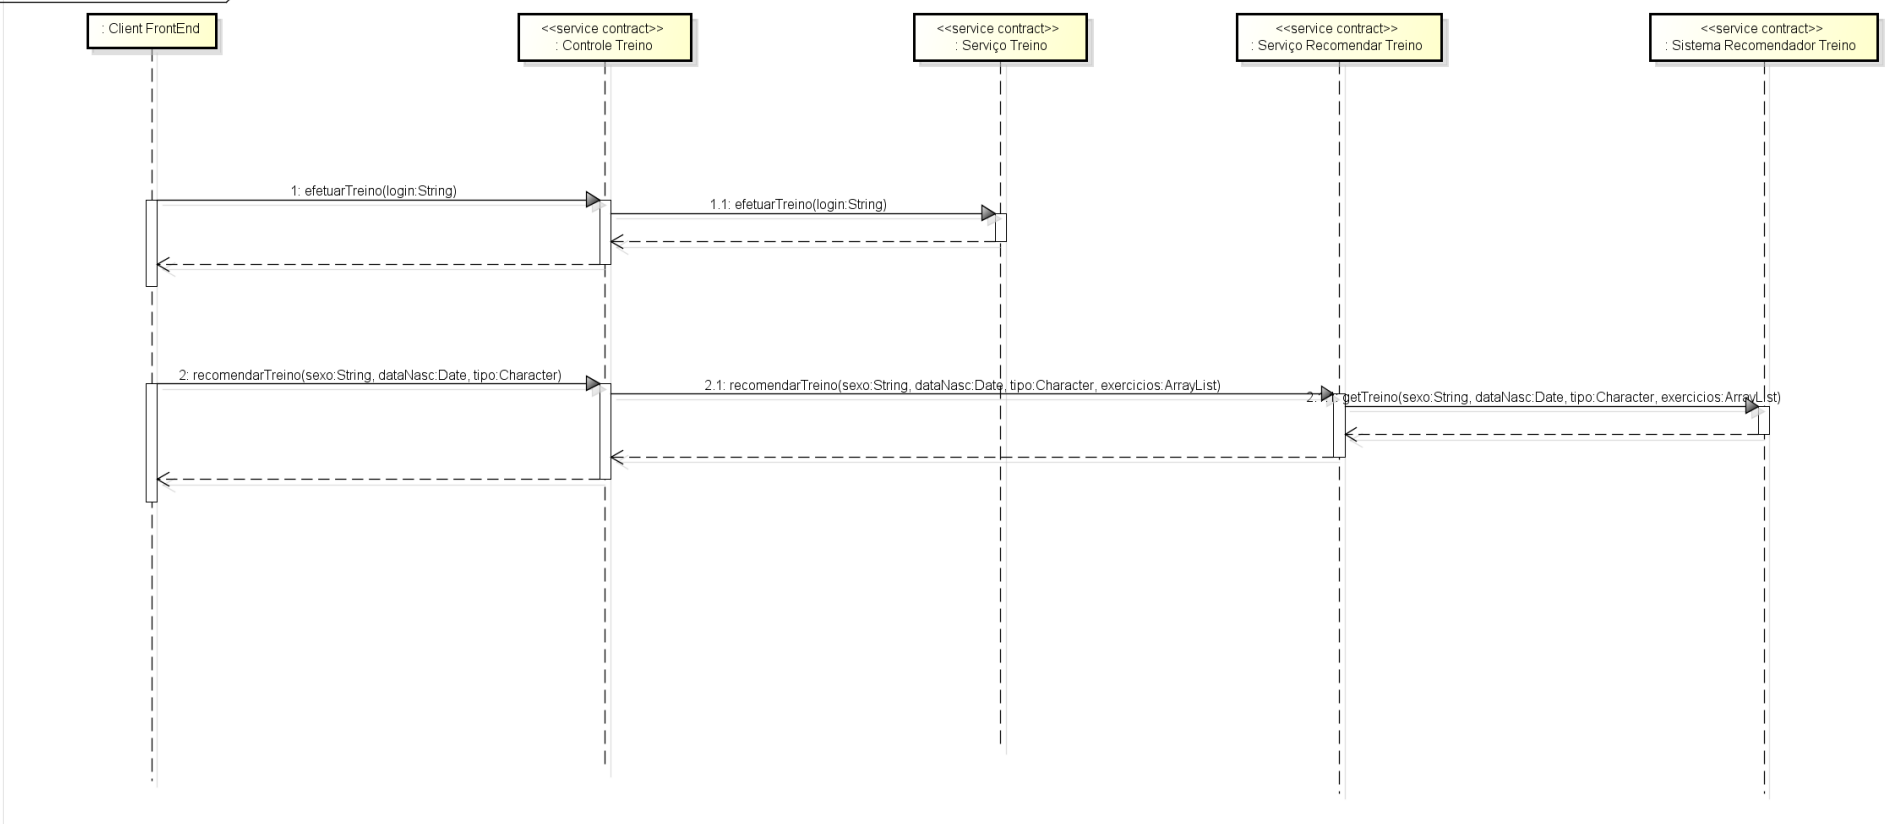 : Client FrontEnd
<<service contract>>
: Controle Treino
<<service contract>>
: Serviço Treino
<<service contract>>
: Serviço Recomendar Treino
<<service contract>>
: Sistema Recomendador Treino
1: efetuarTreino(login:String)
1.1: efetuarTreino(login:String)
2: recomendarTreino(sexo:String, dataNasc:Date, tipo:Character)
2.1: recomendarTreino(sexo:String, dataNasc:Date, tipo:Character, exercicios:ArrayList)
2.1.1: getTreino(sexo:String, dataNasc:Date, tipo:Character, exercicios:ArrayList)